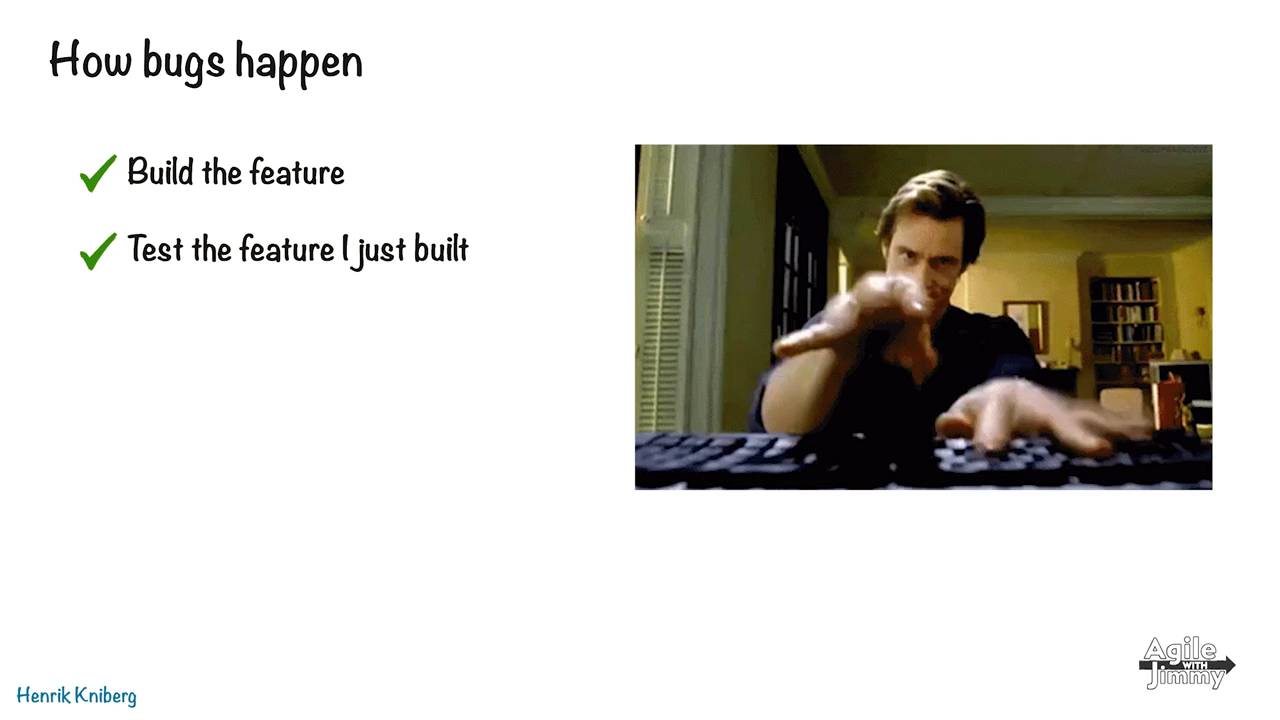 How bugs happen
Build the feature
Test the feature I just built
Henrik Kniberg
Agile
WITH
Jimmy